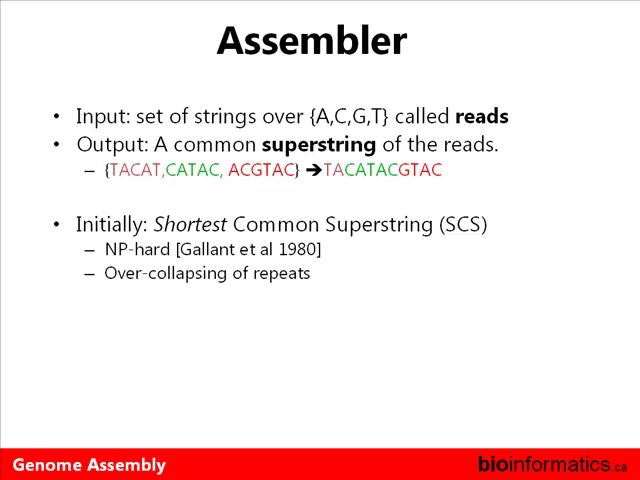 Assembler
• Input: set of strings over {A,C,G,T} called reads
• Output: A common superstring of the reads.
– {TACAT,CATAC, ACGTAC} ➔TACATACGTAC
• Initially: Shortest Common Superstring (SCS)
– NP-hard [Gallant et al 1980]
– Over-collapsing of repeats
Genome Assembly
bioinformatics.ca